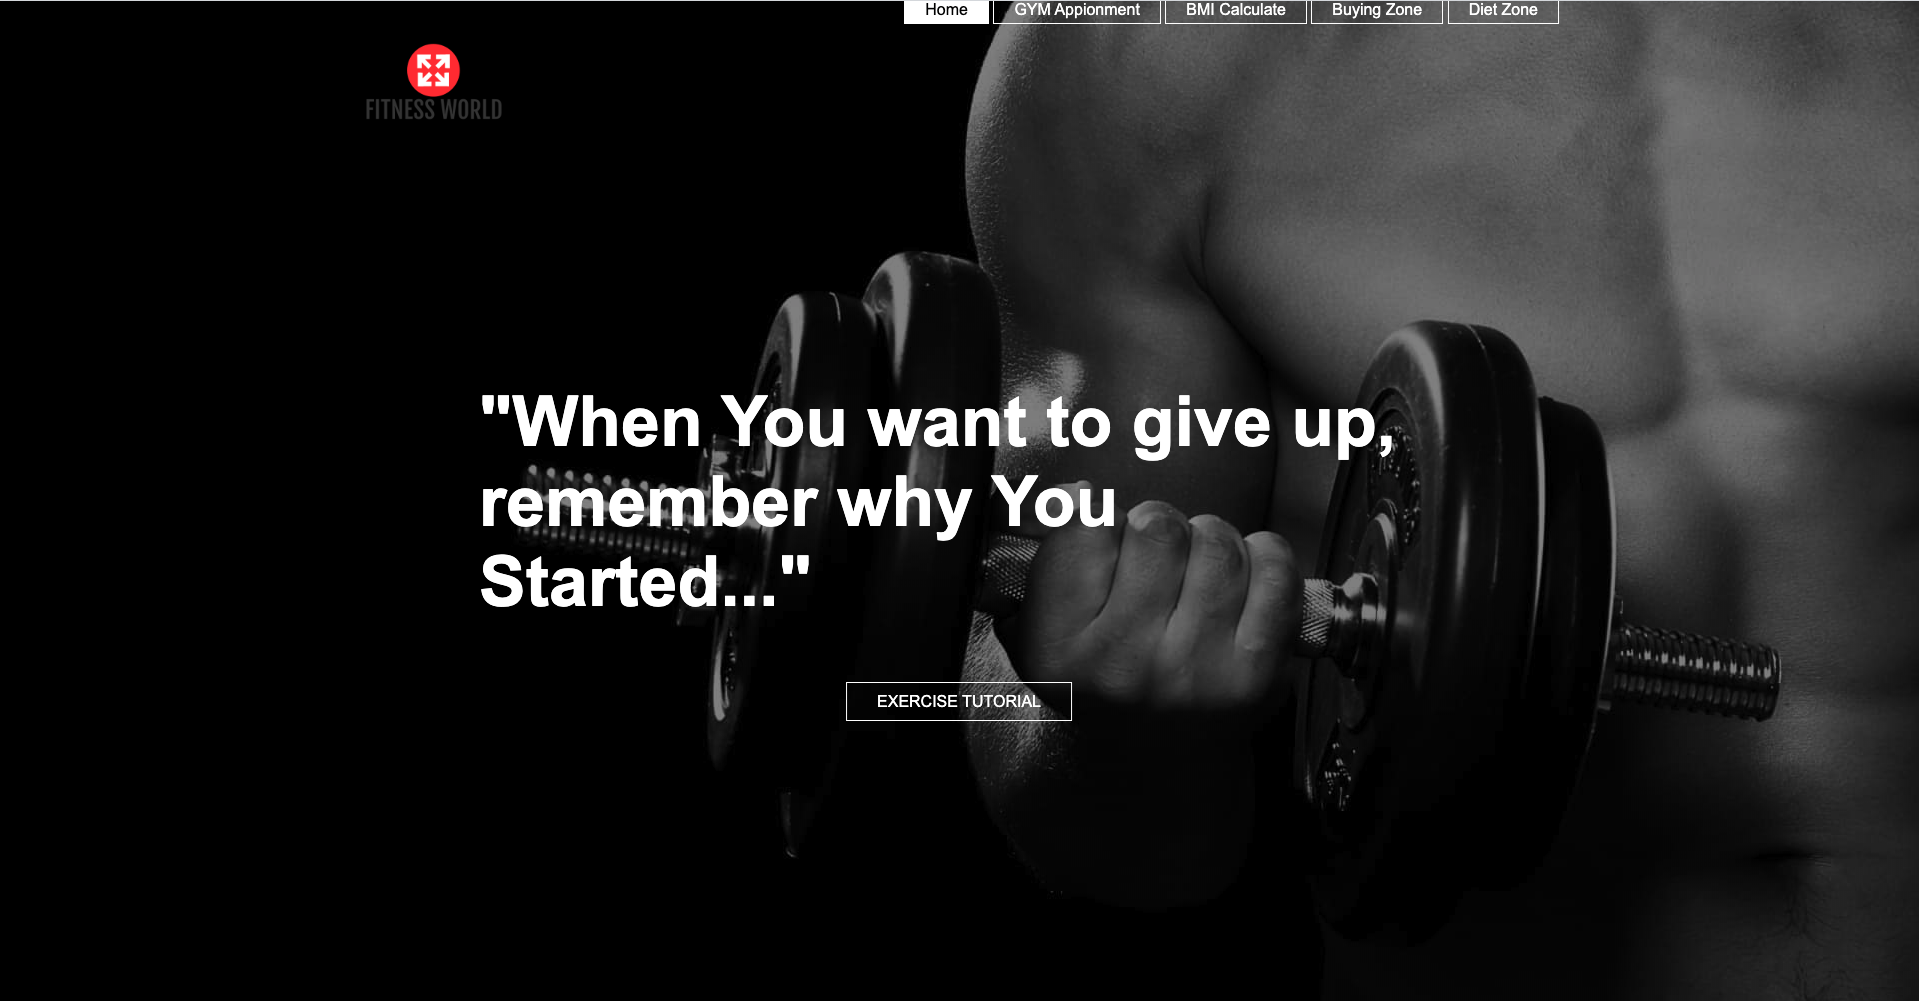 Home GYM Appionment BMI Calculate Buying Zone Diet Zone
FITNESS WORLD
"When You want to give up,
remember why You
Started..."
EXERCISE TUTORIAL